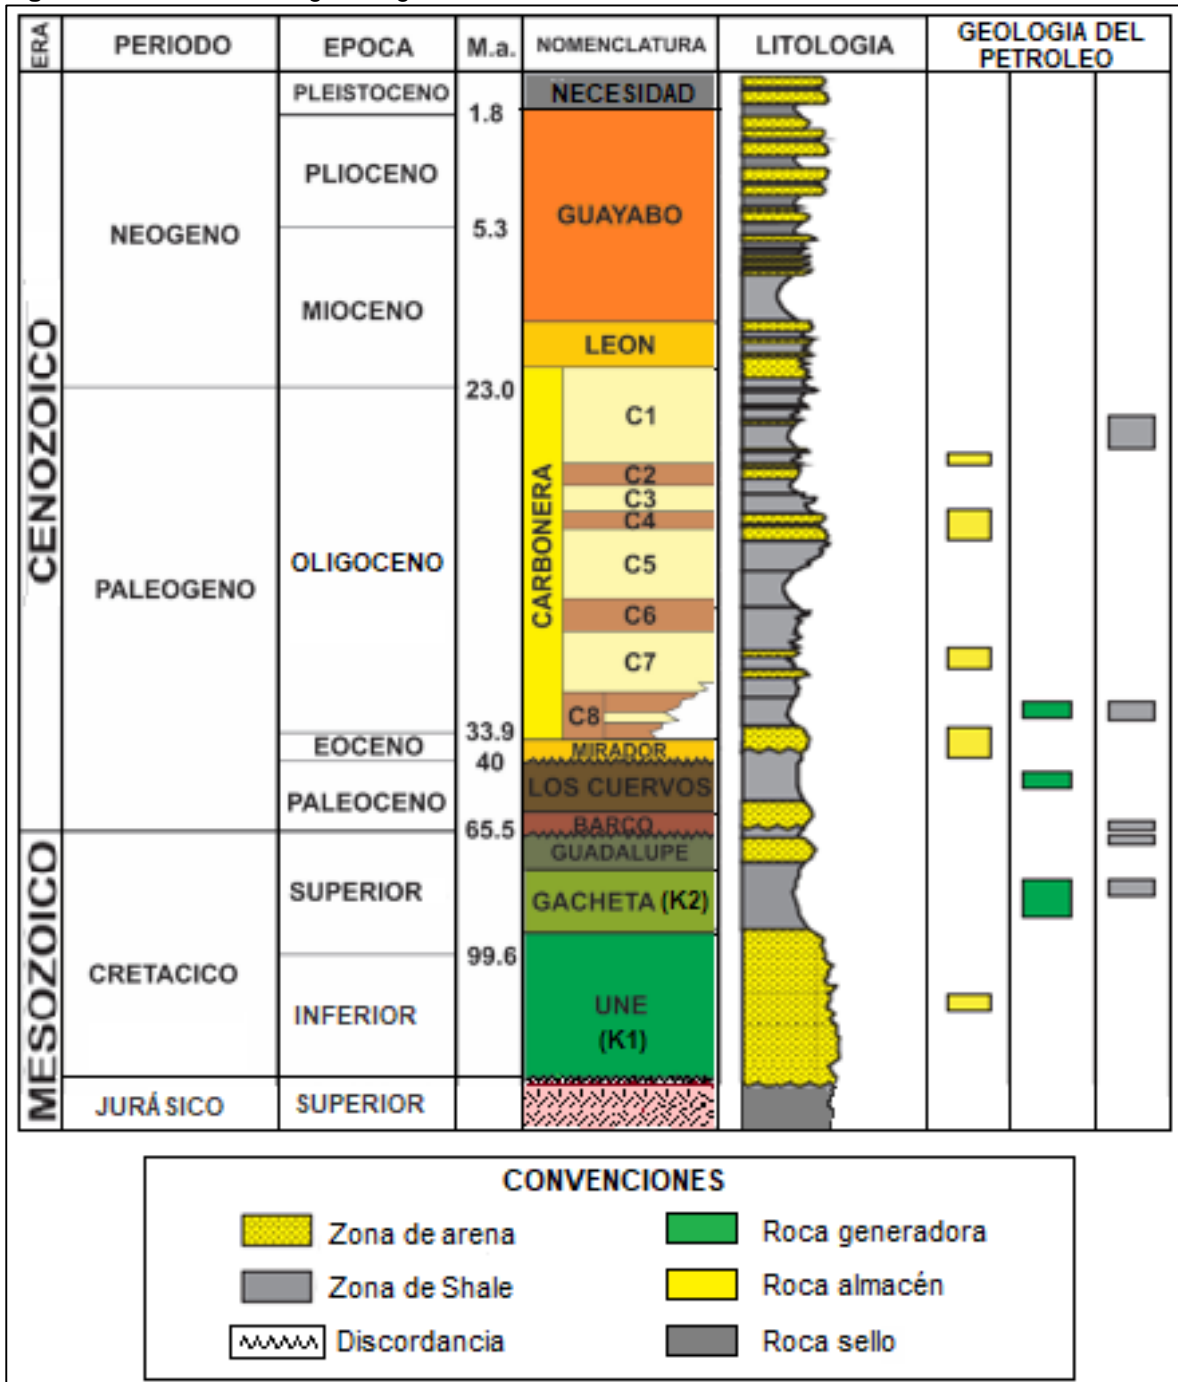 ERA PERIODO EPOCA M.a. NOMENCLATURA LITOLOGIA GEOLOGIA DEL
PETROLEO
PLEISTOCENO NECESIDAD
1.8
PLIOCENO
GUAYABO
NEOGENO 5.3
MIOCENO
LEON
CENOZOICO
23.0
C1
C2
C3
C4
CARBONERA
OLIGOCENO C5
PALEOGENO
C6
C7
C8
33.9
EOCENO MIRADOR
40
LOS CUERVOS
PALEOCENO
BARCO
65.5
GUADALUPE
MESOZOICO
SUPERIOR GACHETA (K2)
99.6
CRETACICO
INFERIOR UNE
(K1)
JURÁSICO SUPERIOR
CONVENCIONES
Zona de arena Roca generadora
Zona de Shale Roca almacén
Discordancia Roca sello